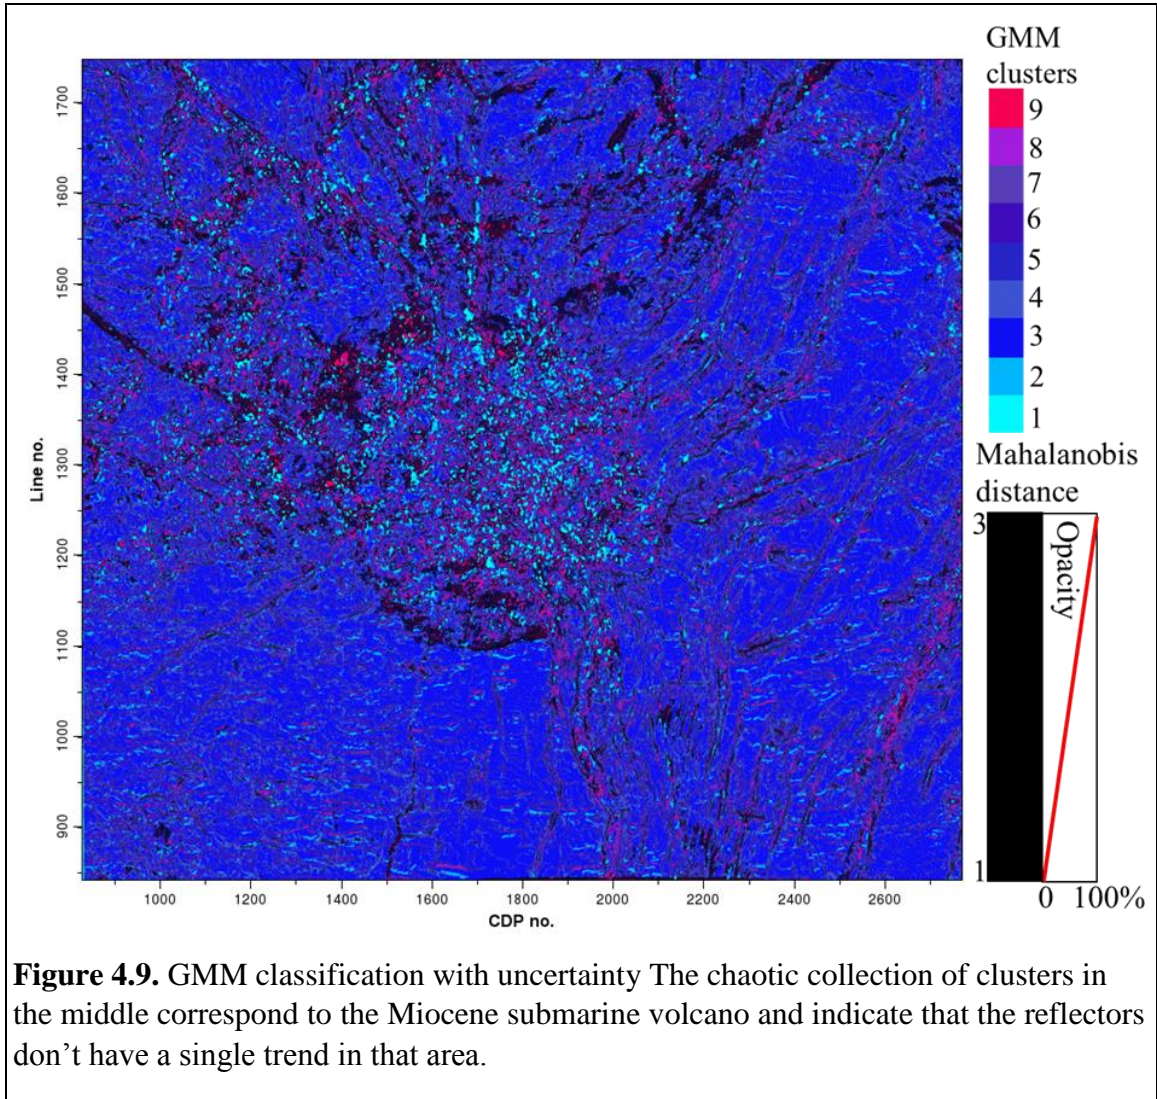 GMM
clusters
9
8
7
6
5
4
3
2
1
Mahalanobis
distance
3
Opacity
1
0 100%
Line no.
1700
1600
1500
1400
1300
1200
1100
1000
900
1000 1200 1400 1600 1800 2000 2200 2400 2600
CDP no.
Figure 4.9. GMM classification with uncertainty The chaotic collection of clusters in
the middle correspond to the Miocene submarine volcano and indicate that the reflectors
don’t have a single trend in that area.